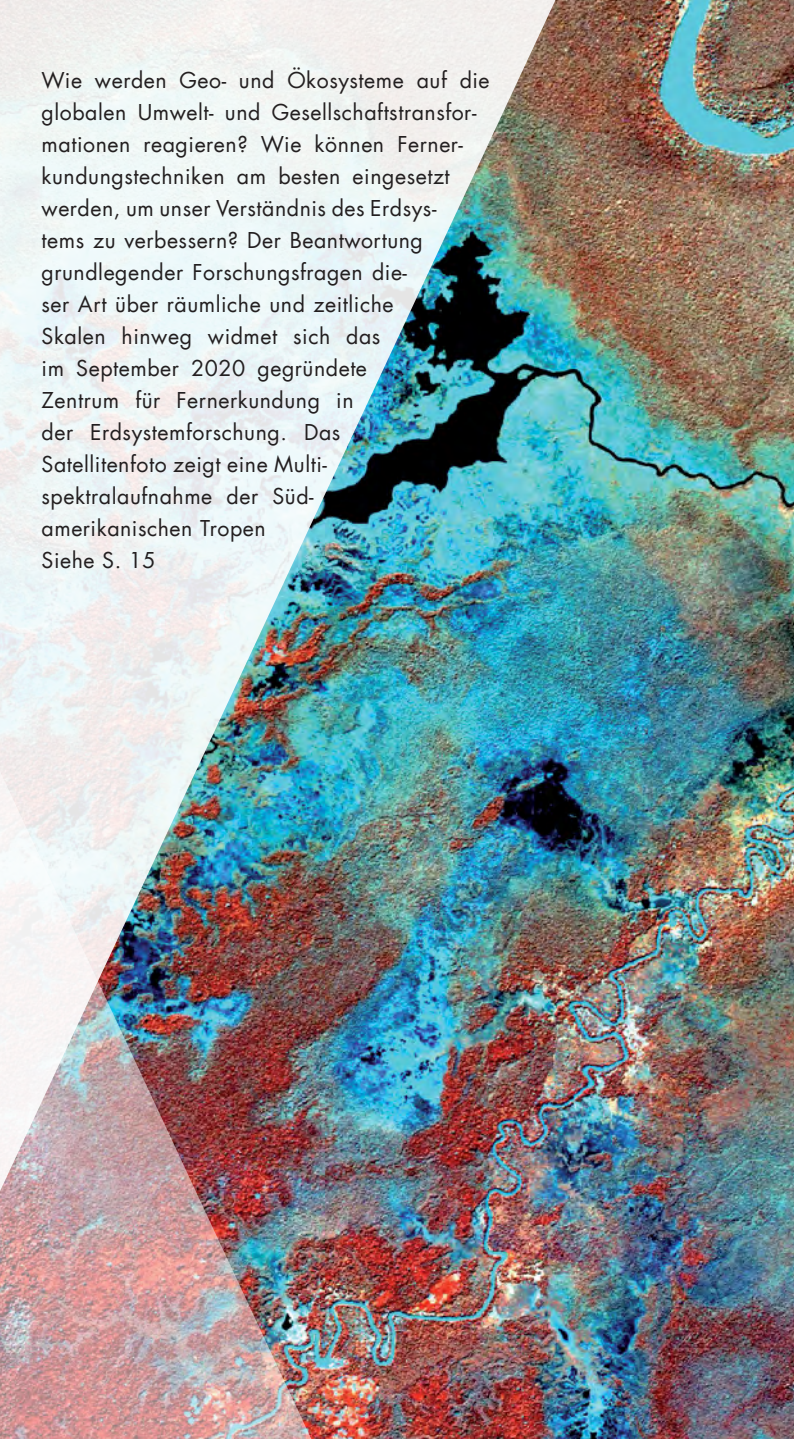 Wie werden Geo- und Ökosysteme auf die
globalen Umwelt- und Gesellschaftstransfor-
mationen reagieren? Wie können Ferner-
kundungstechniken am besten eingesetzt
werden, um unser Verständnis des Erdsys-
tems zu verbessern? Der Beantwortung
grundlegender Forschungsfragen die-
ser Art über räumliche und zeitliche
Skalen hinweg widmet sich das
im September 2020 gegründete
Zentrum für Fernerkundung in
der Erdsystemforschung. Das
Satellitenfoto zeigt eine Multi-
spektralaufnahme der Süd-
amerikanischen Tropen
Siehe S. 15